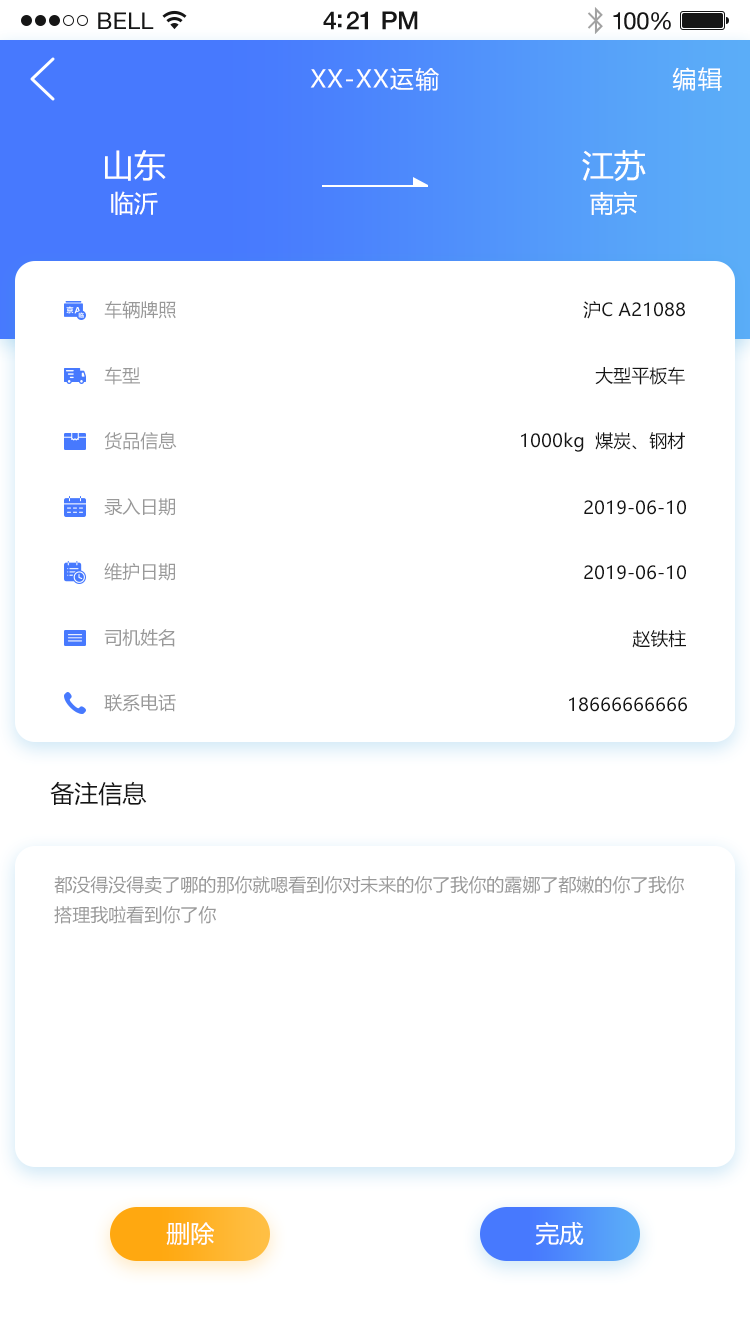 BELL 4:21 PM 100%
XX-XX运输 编辑
山东 江苏
临沂 南京
车辆牌照 沪C A21088
车型 大型平板车
货品信息 1000kg 煤炭、钢材
录入日期 2019-06-10
维护日期 2019-06-10
司机姓名 赵铁柱
联系电话 18666666666
备注信息
都没得没得卖了哪的那你就嗯看到你对未来的你了我你的露娜了都嫩的你了我你
搭理我啦看到你了你
删除 完成